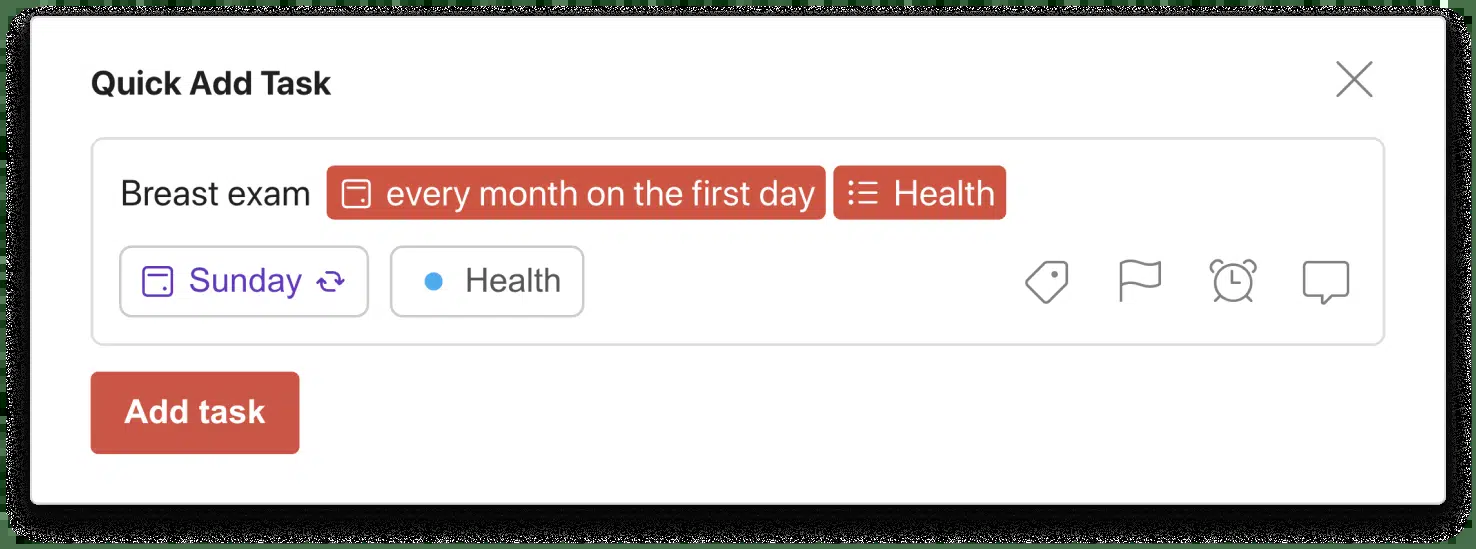 Quick Add Task
Breast exam every month on the first day Health
Sunday Health
Add task